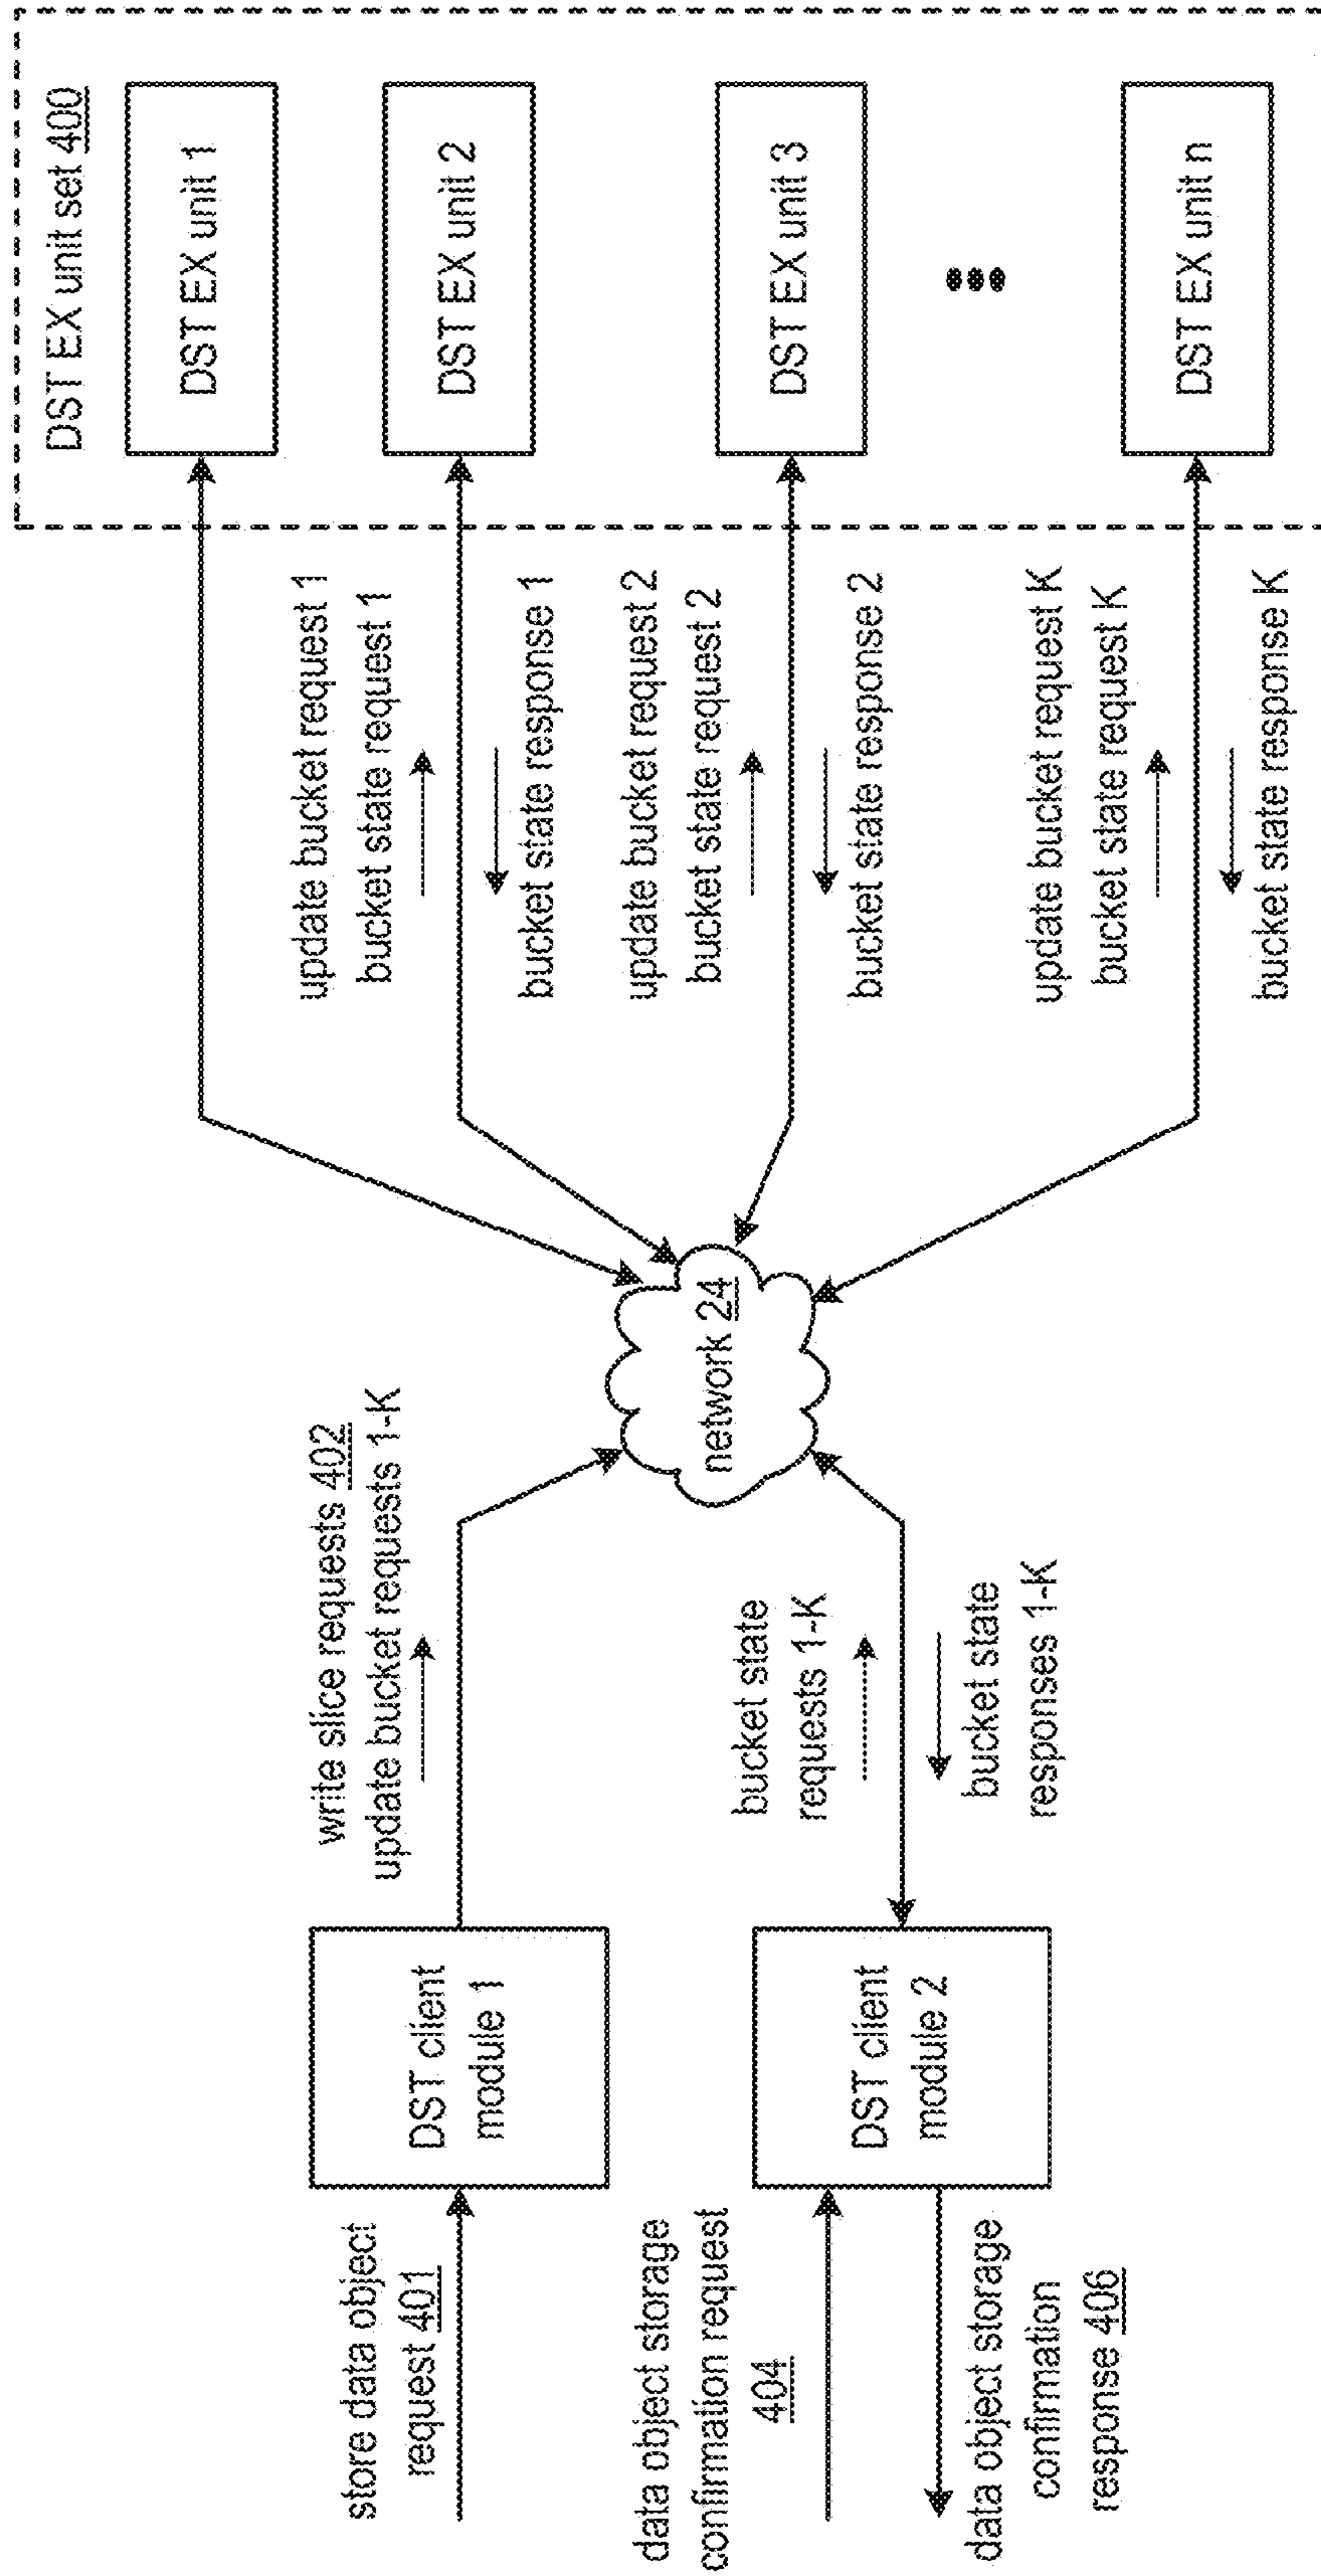 store data object
request 401
DST client
module 1
write slice requests 402
update bucket requests 1-K
data object storage
confirmation request
404
data object storage
confirmation
response 406
DST client
module 2
bucket state
requests 1-K
bucket state
responses 1-K
network 24
DST EX unit set 400
DST EX unit 1
update bucket request 1
bucket state request 1
bucket state response 1
DST EX unit 2
update bucket request 2
bucket state request 2
bucket state response 2
DST EX unit 3
update bucket request K
bucket state request K
bucket state response K
DST EX unit n